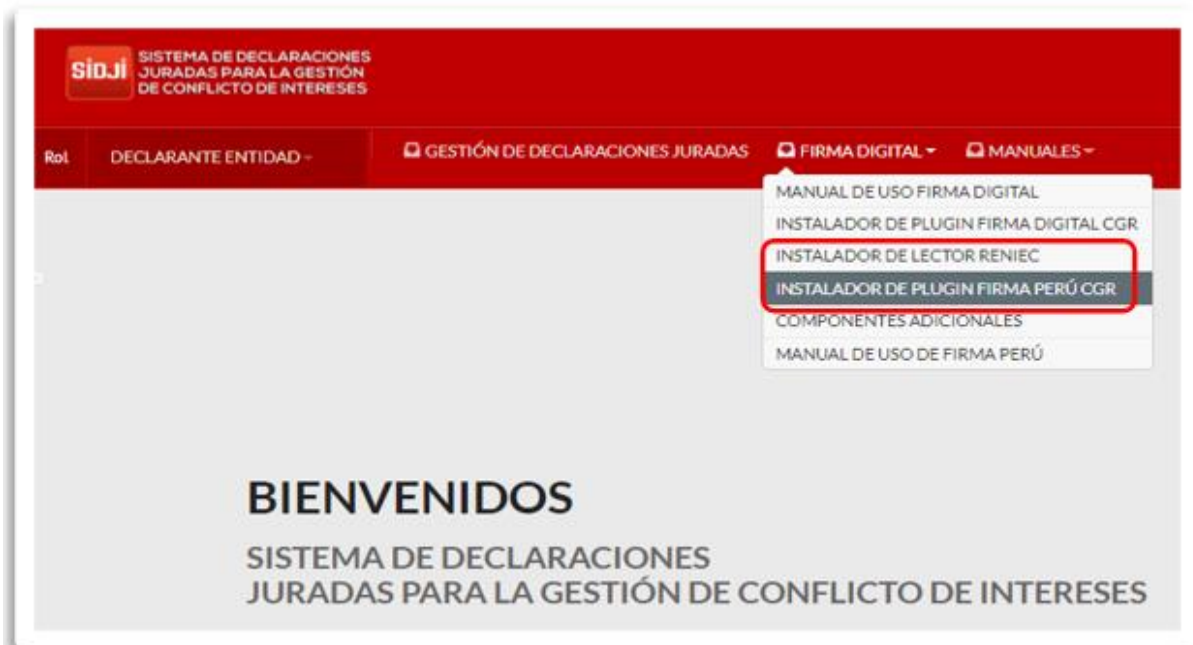 SIDJI
SISTEMA DE DECLARACIONES
JURADAS PARA LA GESTIÓN
DE CONFLICTO DE INTERESES
Rol DECLARANTE ENTIDAD GESTIÓN DE DECLARACIONES JURADAS FIRMA DIGITAL MANUALES
MANUAL DE USO FIRMA DIGITAL
INSTALADOR DE PLUGIN FIRMA DIGITAL CGR
INSTALADOR DE LECTOR RENIEC
INSTALADOR DE PLUGIN FIRMA PERÚ CGR
COMPONENTES ADICIONALES
MANUAL DE USO DE FIRMA PERÚ
BIENVENIDOS
SISTEMA DE DECLARACIONES
JURADAS PARA LA GESTIÓN DE CONFLICTO DE INTERESES